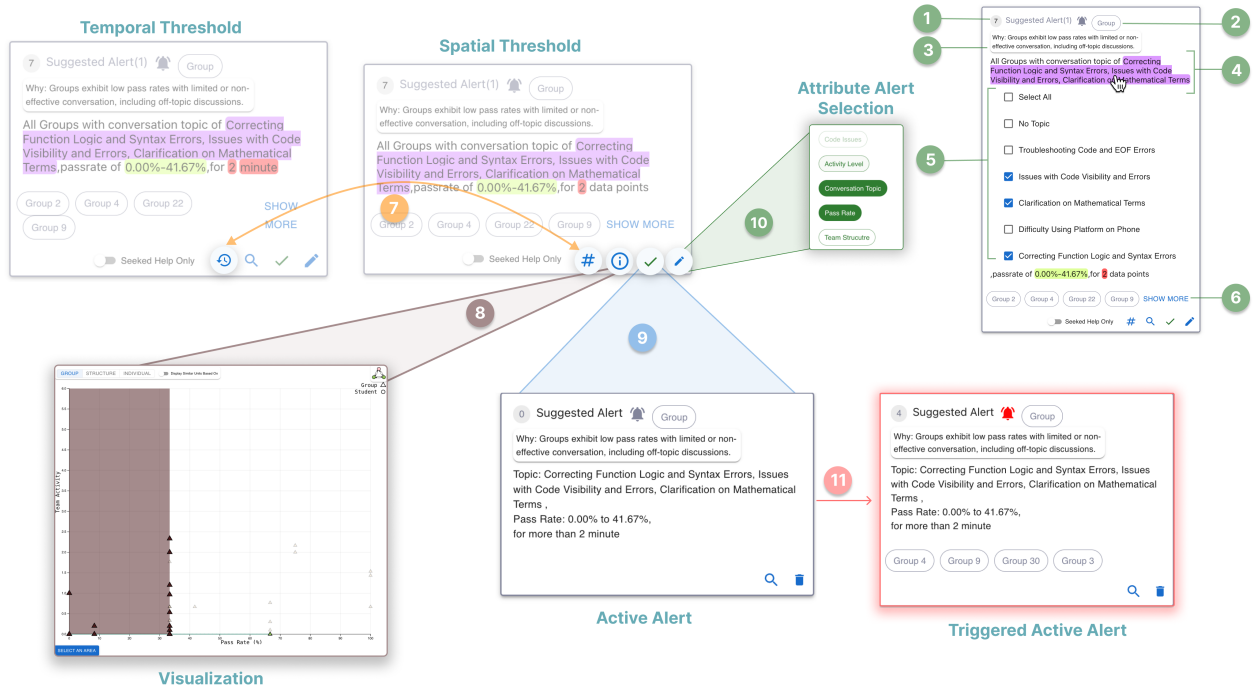 Temporal Threshold
7 Suggested Alert(1) Group
Why: Groups exhibit low pass rates with limited or non-
effective conversation, including off-topic discussions.
All Groups with conversation topic of Correcting
Function Logic and Syntax Errors, Issues with Code
Visibility and Errors, Clarification on Mathematical
Terms,passrate of 0.00%–41.67%,for 2 minute
Group 2 Group 4 Group 22
Group 9
SHOW
MORE
Seeked Help Only
Spatial Threshold
7 Suggested Alert(1) Group
Why: Groups exhibit low pass rates with limited or non-
effective conversation, including off-topic discussions.
All Groups with conversation topic of Correcting
Function Logic and Syntax Errors, Issues with Code
Visibility and Errors, Clarification on Mathematical
Terms,passrate of 0.00%–41.67%,for 2 data points
7
Group 2 Group 4 Group 22 Group 9 SHOW MORE
Seeked Help Only #
Attribute Alert
Selection
Code Issues
Activity Level
Conversation Topic
Pass Rate
Team Strucutre
10
1
2
3
4
5
6
7 Suggested Alert(1) Group
Why: Groups exhibit low pass rates with limited or non-
effective conversation, including off-topic discussions.
All Groups with conversation topic of Correcting
Function Logic and Syntax Errors, Issues with Code
Visibility and Errors, Clarification on Mathematical Terms
Select All
No Topic
Troubleshooting Code and EOF Errors
Issues with Code Visibility and Errors
Clarification on Mathematical Terms
Difficulty Using Platform on Phone
Correcting Function Logic and Syntax Errors
,passrate of 0.00%–41.67%,for 2 data points
Group 2 Group 4 Group 22 Group 9 SHOW MORE
Seeked Help Only #
8
9
GROUP STRUCTURE INDIVIDUAL
Group
Student
Team Activity
Pass Rate (%)
SELECT AN AREA
Visualization
0 Suggested Alert Group
Why: Groups exhibit low pass rates with limited or non-
effective conversation, including off-topic discussions.
Topic: Correcting Function Logic and Syntax Errors, Issues
with Code Visibility and Errors, Clarification on Mathematical
Terms ,
Pass Rate: 0.00% to 41.67%,
for more than 2 minute
Active Alert
11
4 Suggested Alert Group
Why: Groups exhibit low pass rates with limited or non-
effective conversation, including off-topic discussions.
Topic: Correcting Function Logic and Syntax Errors, Issues
with Code Visibility and Errors, Clarification on Mathematical
Terms ,
Pass Rate: 0.00% to 41.67%,
for more than 2 minute
Group 4 Group 9 Group 30 Group 3
Triggered Active Alert